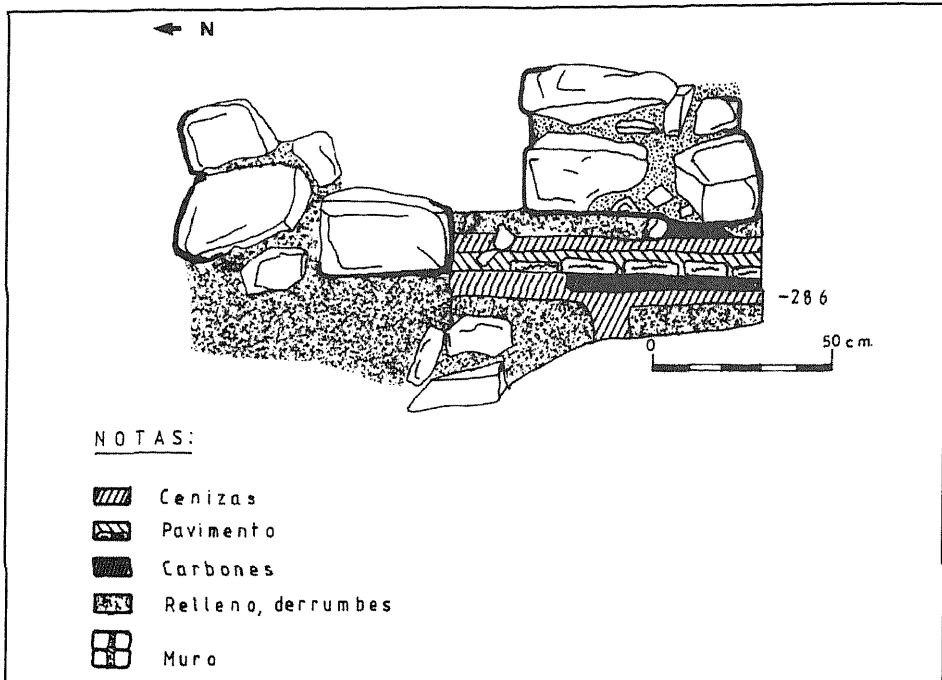 N
-286
0 50 cm.
NOTAS:
Cenizas
Pavimento
Carbones
Relleno, derrumbes
Muro